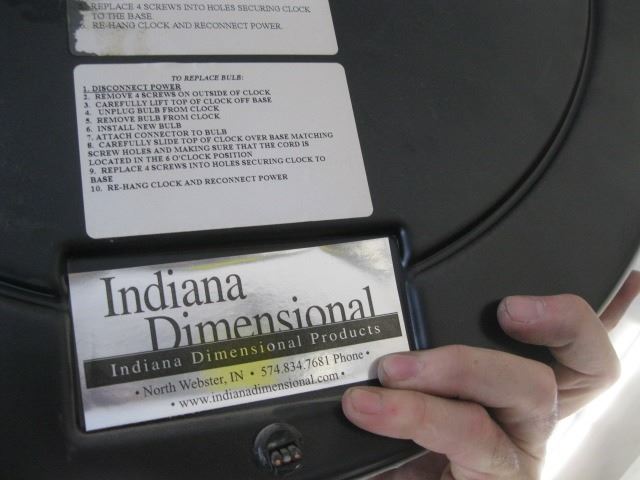 REPLACE 4 SCREWS INTO HOLES SECURING CLOCK
TO THE BASE.
RE-HANG CLOCK AND RECONNECT POWER.
TO REPLACE BULB:
1. DISCONNECT POWER
2. REMOVE 4 SCREWS ON OUTSIDE OF CLOCK
3. CAREFULLY LIFT TOP OF CLOCK OFF BASE
4. UNPLUG BULB FROM CLOCK
5. REMOVE BULB FROM CLOCK
6. INSTALL NEW BULB
7. ATTACH CONNECTOR TO BULB
8. CAREFULLY SLIDE TOP OF CLOCK OVER BASE MATCHING
SCREW HOLES AND MAKING SURE THAT THE CORD IS
LOCATED IN THE 6 O'CLOCK POSITION
9. REPLACE 4 SCREWS INTO HOLES SECURING CLOCK TO
BASE
10. RE-HANG CLOCK AND RECONNECT POWER
Indiana
Dimensional
Indiana Dimensional Products
• North Webster, IN • 574.834.7681 Phone •
• www.indianadimensional.com •